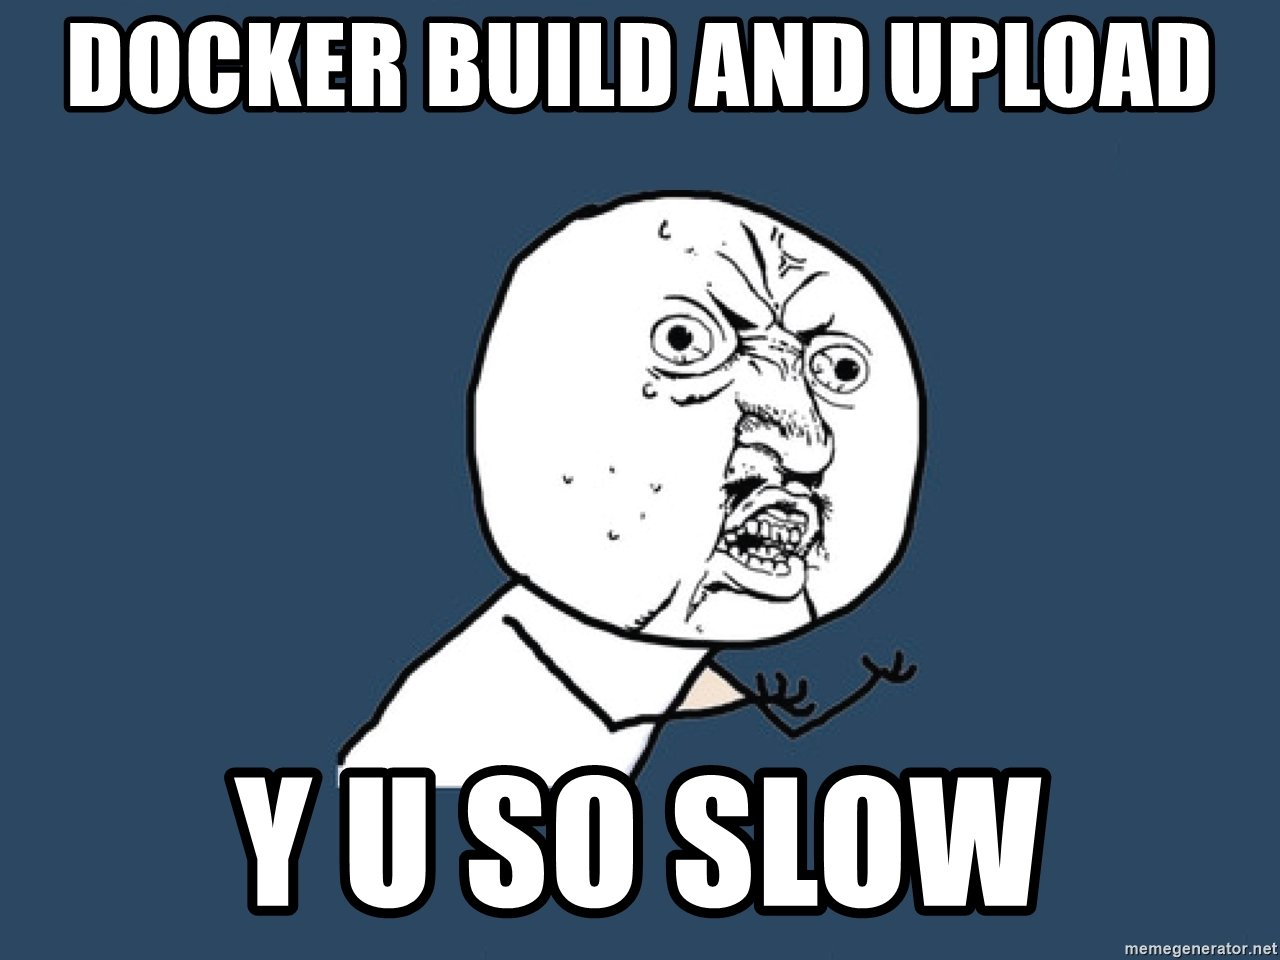 DOCKER BUILD AND UPLOAD
Y U SO SLOW
memegenerator.net